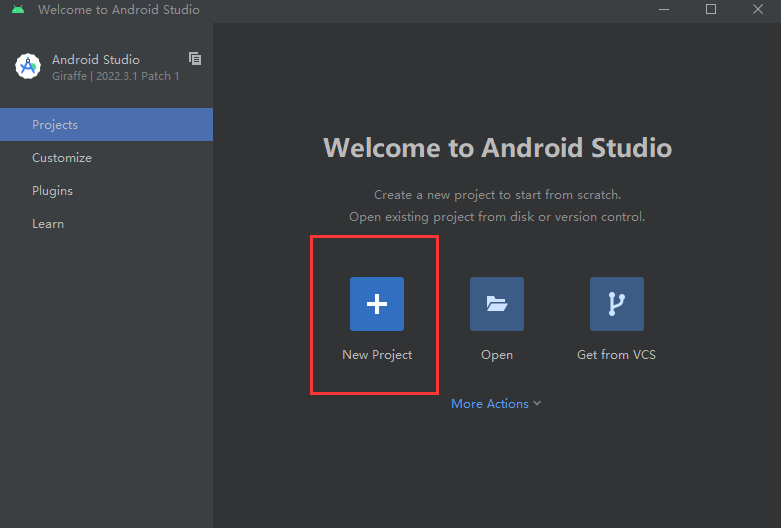 Welcome to Android Studio
Android Studio
Giraffe | 2022.3.1 Patch 1
Projects
Customize
Plugins
Learn
Welcome to Android Studio
Create a new project to start from scratch.
Open existing project from disk or version control.
New Project
Open
Get from VCS
More Actions